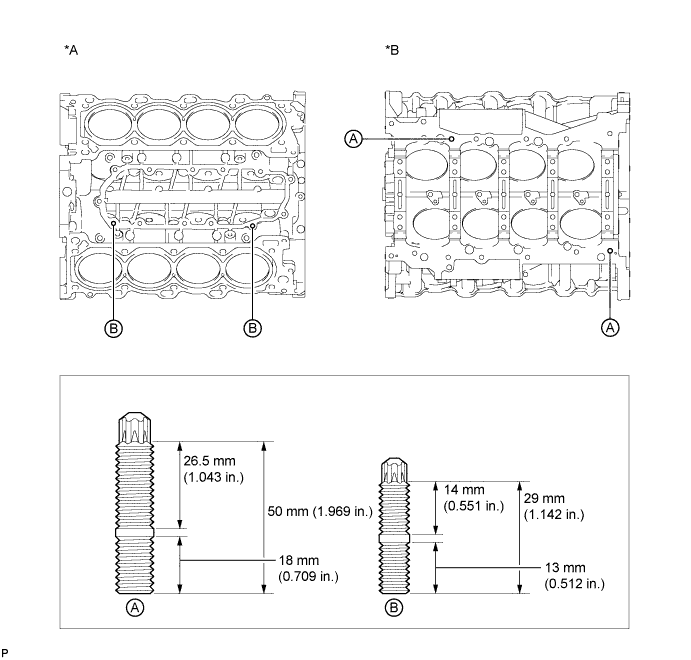 *A
*B
A
B
B
A
26.5 mm
(1.043 in.)
50 mm (1.969 in.)
18 mm
(0.709 in.)
14 mm
(0.551 in.)
29 mm
(1.142 in.)
13 mm
(0.512 in.)
A
B
P